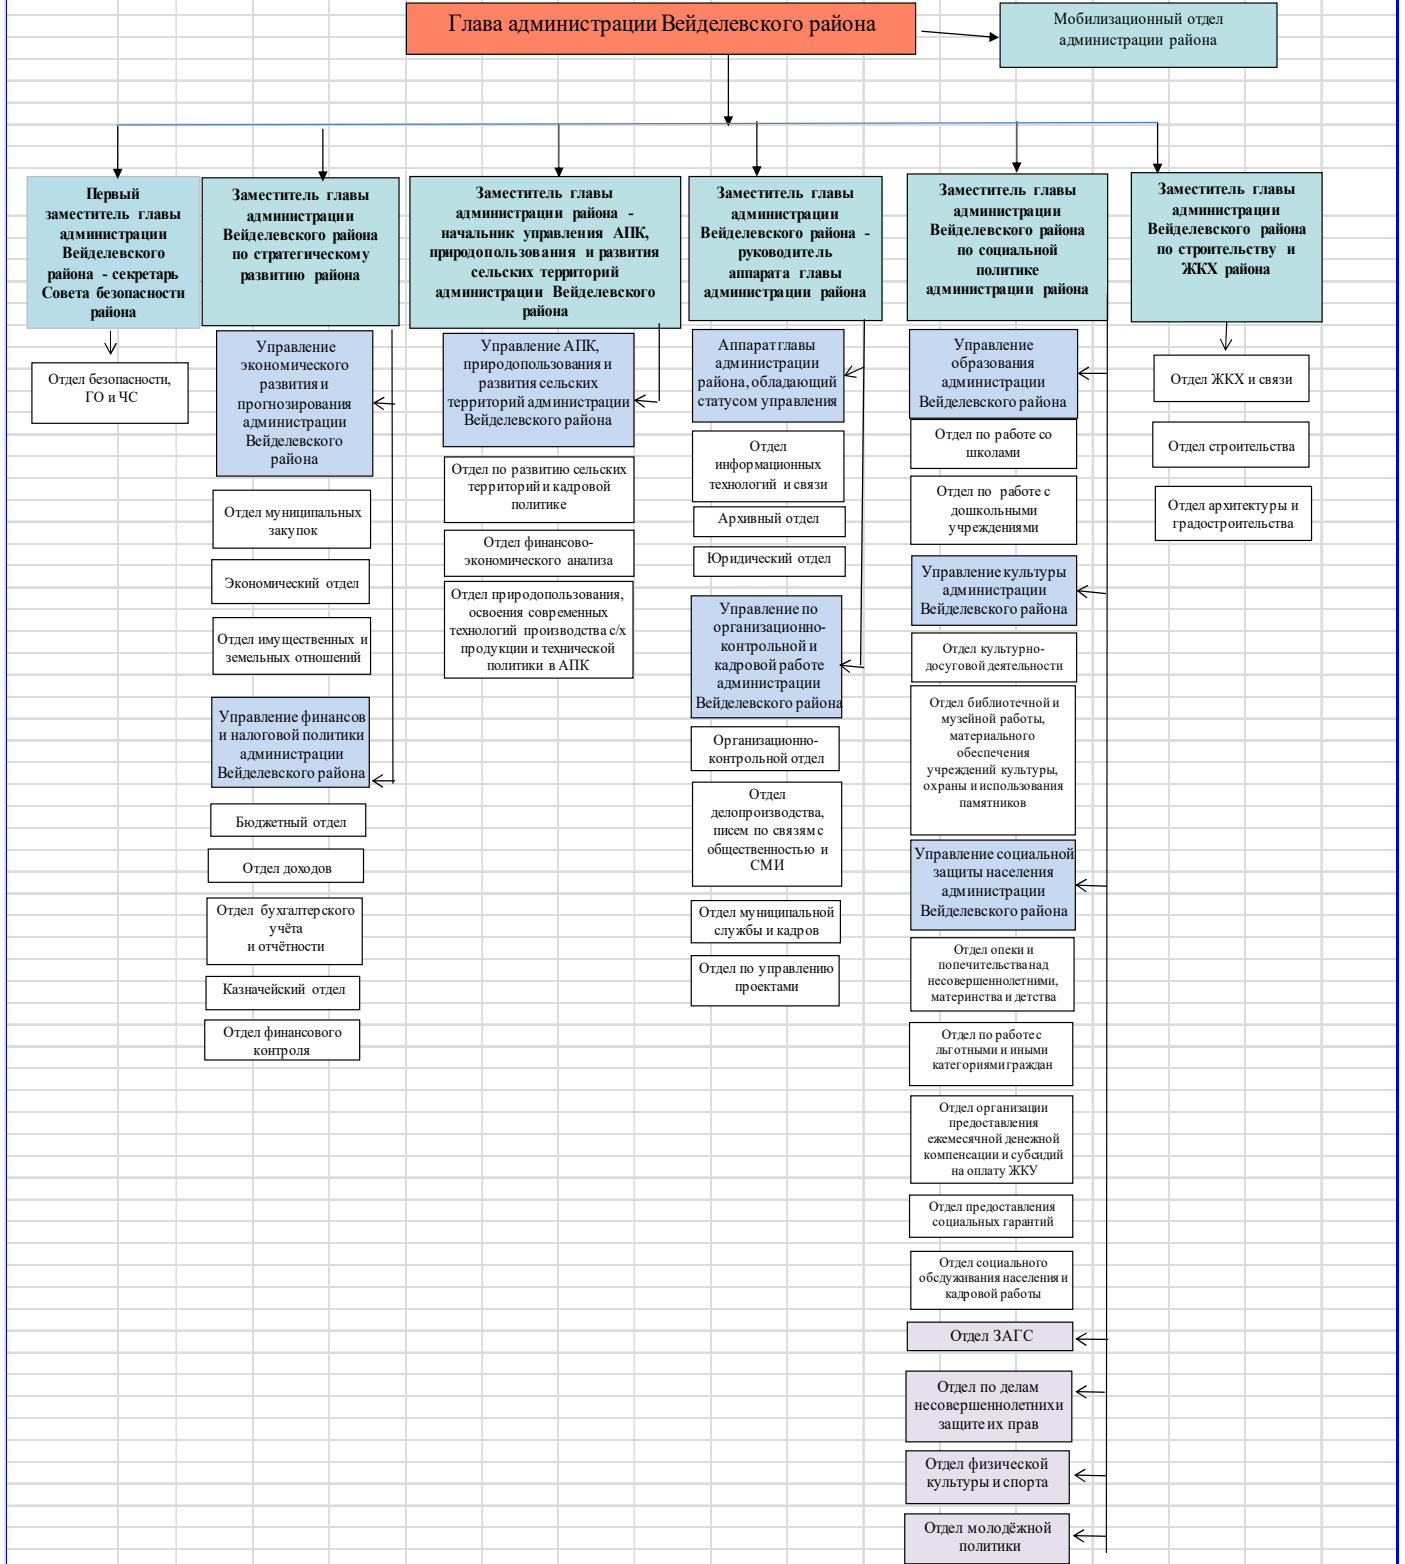 Глава администрации Вейделевского района
Мобилизационный отдел
администрации района
Первый
заместитель главы
администрации
Вейделевского
района - секретарь
Совета безопасности
района
Отдел безопасности,
ГО и ЧС
Заместитель главы
администрации
Вейделевского района
по стратегическому
развитию района
Управление
экономического
развития и
прогнозирования
администрации
Вейделевского
района
Отдел муниципальных
закупок
Экономический отдел
Отдел имущественных и
земельных отношений
Управление финансов
и налоговой политики
администрации
Вейделевского района
Бюджетный отдел
Отдел доходов
Отдел бухгалтерского
учёта
и отчётности
Казначейский отдел
Отдел финансового
контроля
Заместитель главы
администрации района -
начальник управления АПК,
природопользования и развития
сельских территорий
администрации Вейделевского
района
Управление АПК,
природопользования и
развития сельских
территорий администрации
Вейделевского района
Отдел по развитию сельских
территорий и кадровой
политике
Отдел финансово-
экономического анализа
Отдел природопользования,
освоения современных
технологий производства с/х
продукции и технической
политики в АПК
Заместитель главы
администрации
Вейделевского района -
руководитель
аппарата главы
администрации района
Аппарат главы
администрации
района, обладающий
статусом управления
Отдел
информационных
технологий и связи
Архивный отдел
Юридический отдел
Управление по
организационно-
контрольной и
кадровой работе
администрации
Вейделевского района
Организационно-
контрольной отдел
Отдел
делопроизводства,
писем по связям с
общественностью и
СМИ
Отдел муниципальной
службы и кадров
Отдел по управлению
проектами
Заместитель главы
администрации
Вейделевского района
по социальной
политике
администрации района
Управление
образования
администрации
Вейделевского района
Отдел по работе со
школами
Отдел по работе с
дошкольными
учреждениями
Управление культуры
администрации
Вейделевского района
Отдел культурно-
досуговой деятельности
Отдел библиотечной и
музейной работы,
материального
обеспечения
учреждений культуры,
охраны и использования
памятников
Управление социальной
защиты населения
администрации
Вейделевского района
Отдел опеки и
попечительства над
несовершеннолетними,
материнства и детства
Отдел по работе с
льготными и иными
категориями граждан
Отдел организации
предоставления
ежемесячной денежной
компенсации и субсидий
на оплату ЖКУ
Отдел предоставления
социальных гарантий
Отдел социального
обсдуживания населения и
кадровой работы
Отдел ЗАГС
Отдел по делам
несовершеннолетних и
защите их прав
Отдел физической
культуры и спорта
Отдел молодёжной
политики
Заместитель главы
администрации
Вейделевского района
по строительству и
ЖКХ района
Отдел ЖКХ и связи
Отдел строительства
Отдел архитектуры и
градостроительства